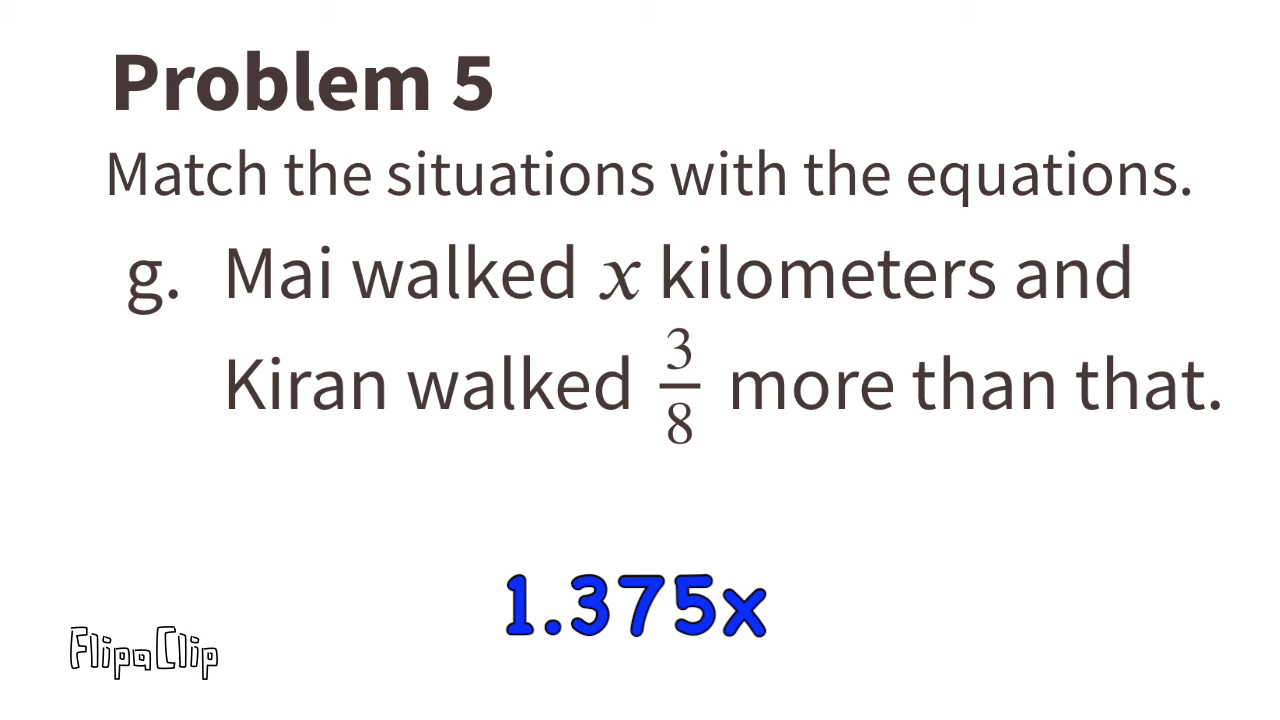 Problem 5
Match the situations with the equations.
g. Mai walked x kilometers and
Kiran walked 3/8 more than that.
1.375x
FlipaClip